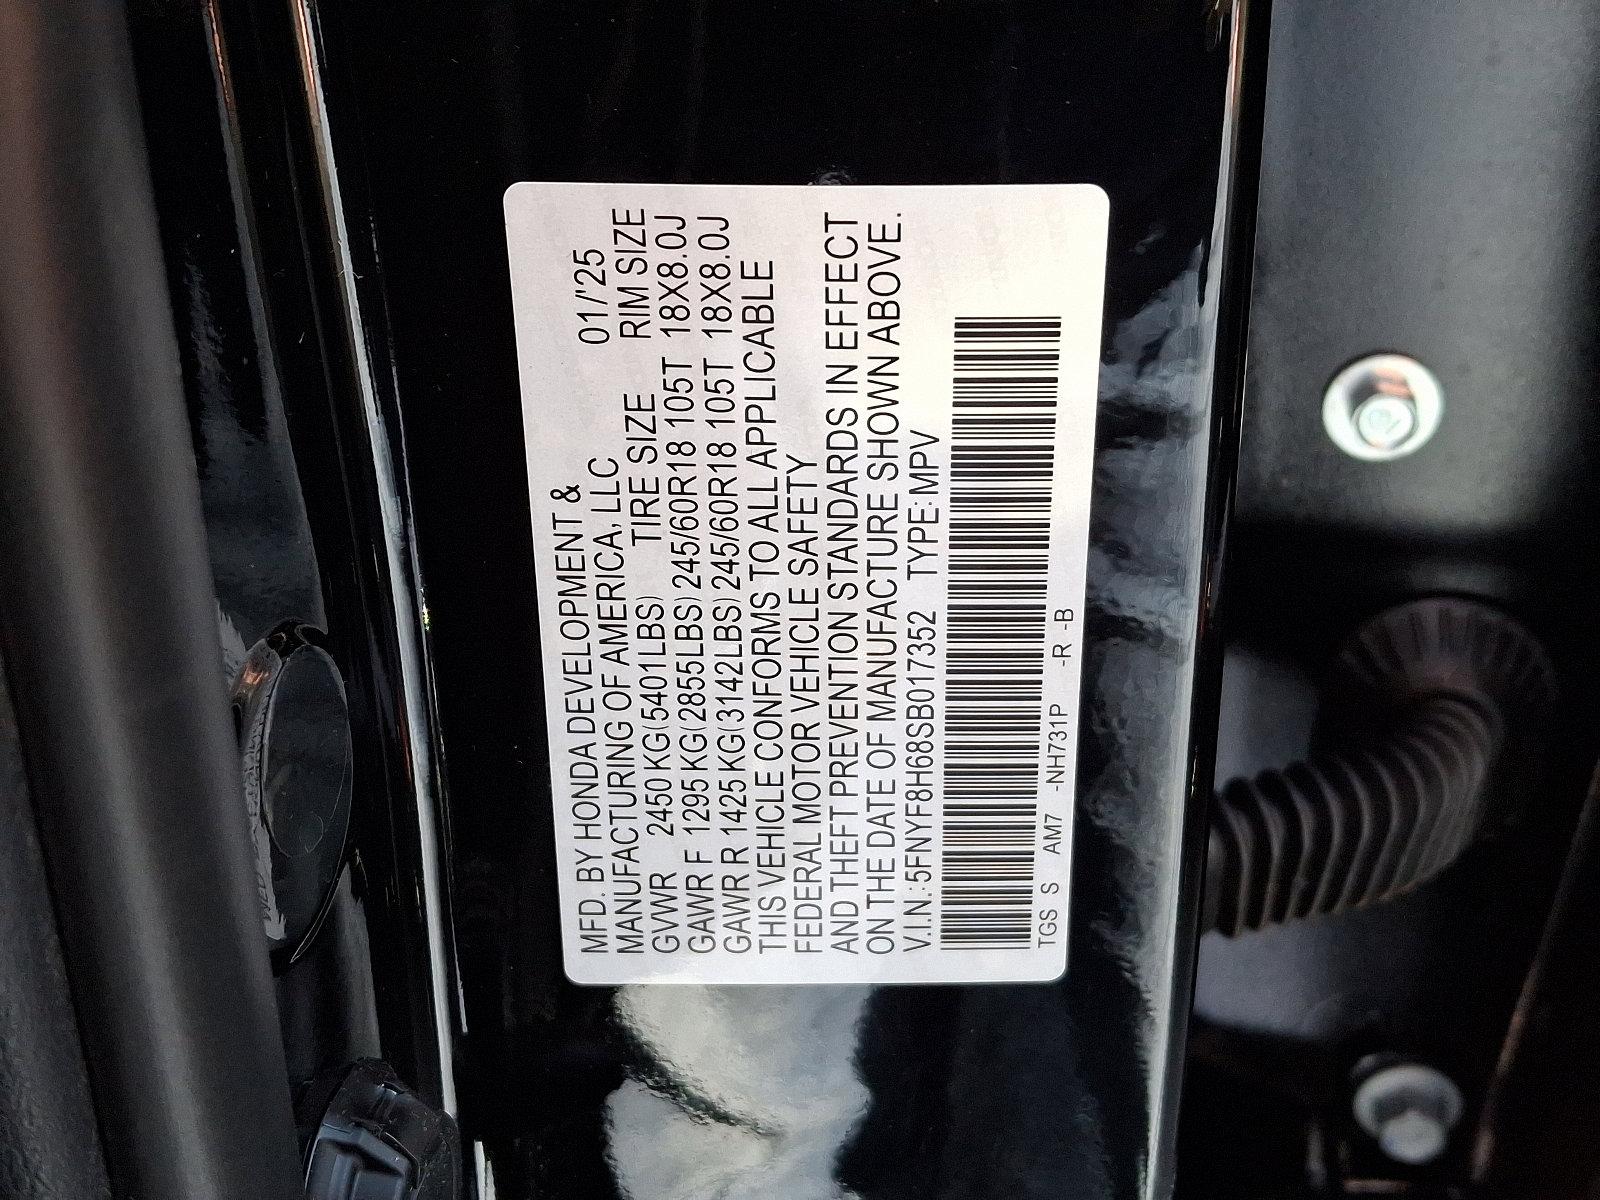 MFD. BY HONDA DEVELOPMENT &
MANUFACTURING OF AMERICA, LLC 01/'25
GVWR 2450 KG(5401LBS) TIRE SIZE RIM SIZE
GAWR F 1295 KG(2855LBS) 245/60R18 105T 18X8.0J
GAWR R 1425 KG(3142LBS) 245/60R18 105T 18X8.0J
THIS VEHICLE CONFORMS TO ALL APPLICABLE
FEDERAL MOTOR VEHICLE SAFETY
AND THEFT PREVENTION STANDARDS IN EFFECT
ON THE DATE OF MANUFACTURE SHOWN ABOVE.
V.I.N.:5FNYF8H68SB017352 TYPE:MPV
TGS S AM7 -NH731P -R -B